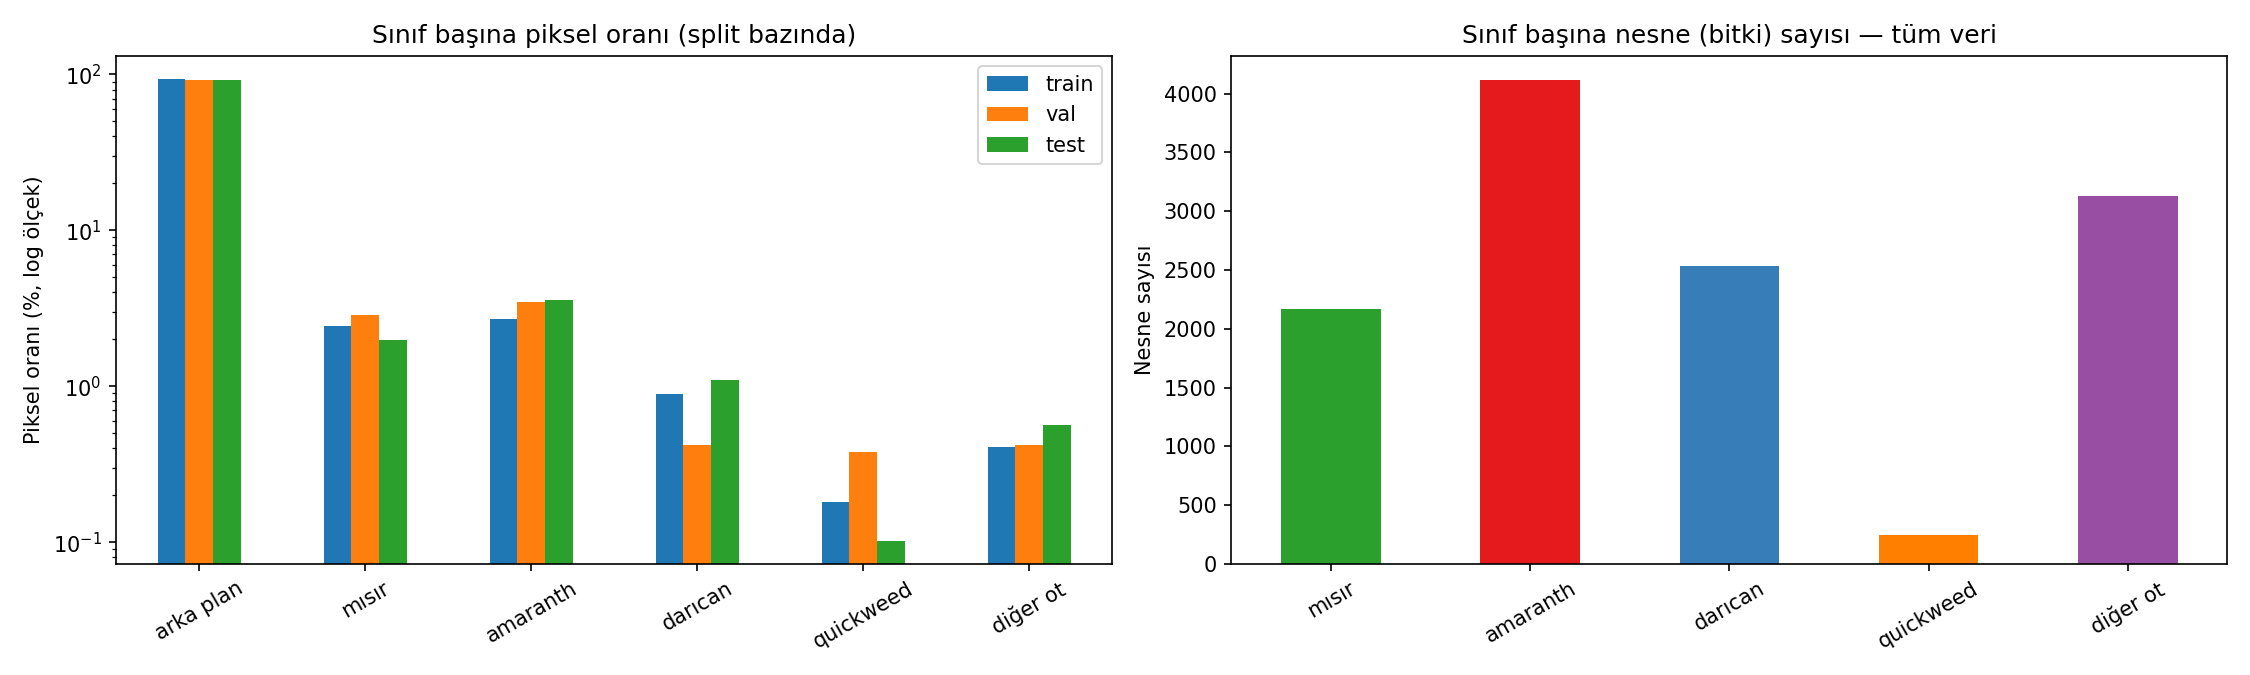 Sınıf başına piksel oranı (split bazında)
Piksel oranı (%, log ölçek)
10²
10¹
10⁰
10⁻¹
train
val
test
arka plan
mısır
amaranth
darıcan
quickweed
diğer ot
Sınıf başına nesne (bitki) sayısı — tüm veri
Nesne sayısı
4000
3500
3000
2500
2000
1500
1000
500
0
mısır
amaranth
darıcan
quickweed
diğer ot